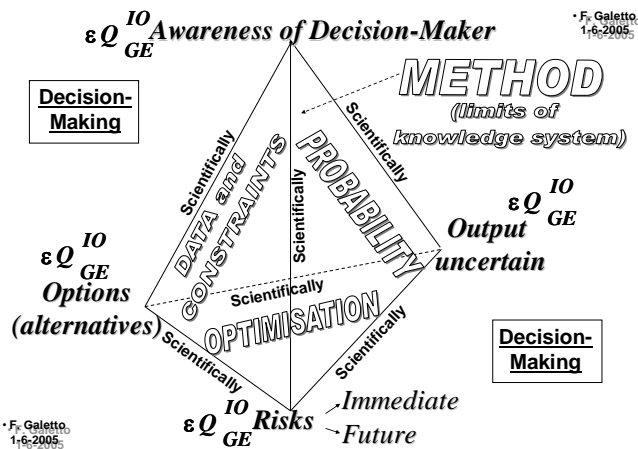 εQ IO GE Awareness of Decision-Maker
• F. Galetto
1-6-2005
Decision-
Making
METHOD
(limits of
knowledge system)
Scientifically
Scientifically
Scientifically
DATA and
CONSTRAINTS
PROBABILITY
εQ IO GE
Output
uncertain
εQ IO GE
Options
(alternatives)
Scientifically
OPTIMISATION
Scientifically
Scientifically
Decision-
Making
εQ IO GE Risks
Immediate
Future
• F. Galetto
1-6-2005